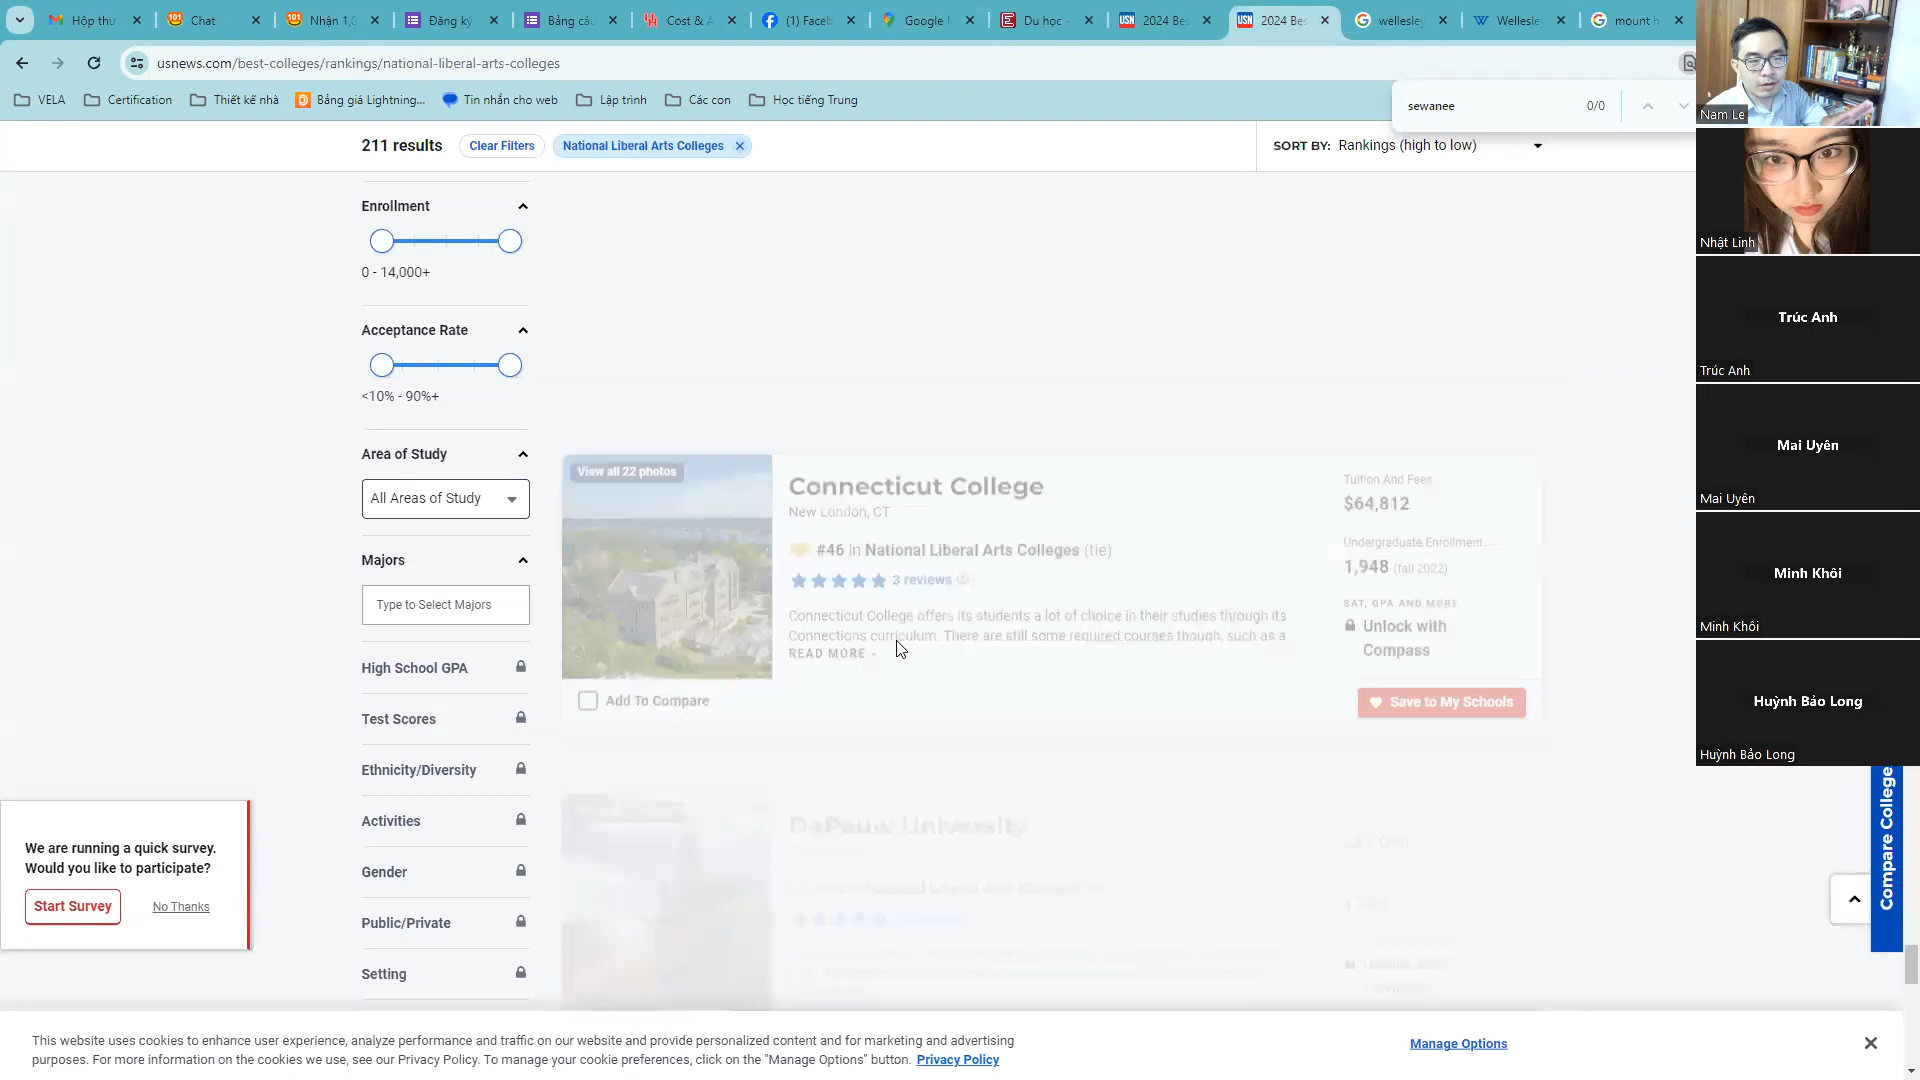 Hộp thư
Chat
Nhận 1,0
Đăng ký
Bảng câu
Cost & A
(1) Faceb
Google M
Du học -
2024 Bes
2024 Bes
wellesley
Wellesley
mount h
usnews.com/best-colleges/rankings/national-liberal-arts-colleges
VELA
Certification
Thiết kế nhà
Bảng giá Lightning...
Tin nhắn cho web
Lập trình
Các con
Học tiếng Trung
sewanee
0/0
211 results
Clear Filters
National Liberal Arts Colleges
SORT BY: Rankings (high to low)
Enrollment
0 - 14,000+
Acceptance Rate
<10% - 90%+
Area of Study
All Areas of Study
Majors
Type to Select Majors
High School GPA
Test Scores
Ethnicity/Diversity
Activities
Gender
Public/Private
Setting
View all 22 photos
Connecticut College
New London, CT
#46 in National Liberal Arts Colleges (tie)
3 reviews
Connecticut College offers its students a lot of choice in their studies through its
Connections curriculum. There are still some required courses though, such as a
READ MORE
Add To Compare
Tuition And Fees
$64,812
Undergraduate Enrollment
1,948 (fall 2022)
SAT, GPA AND MORE
Unlock with
Compass
Save to My Schools
DePauw University
We are running a quick survey.
Would you like to participate?
Start Survey
No Thanks
Compare College
This website uses cookies to enhance user experience, analyze performance and traffic on our website and provide personalized content and for marketing and advertising
purposes. For more information on the cookies we use, see our Privacy Policy. To manage your cookie preferences, click on the "Manage Options" button. Privacy Policy
Manage Options
Nam Le
Nhật Linh
Trúc Anh
Trúc Anh
Mai Uyên
Mai Uyên
Minh Khôi
Minh Khôi
Huỳnh Bảo Long
Huỳnh Bảo Long